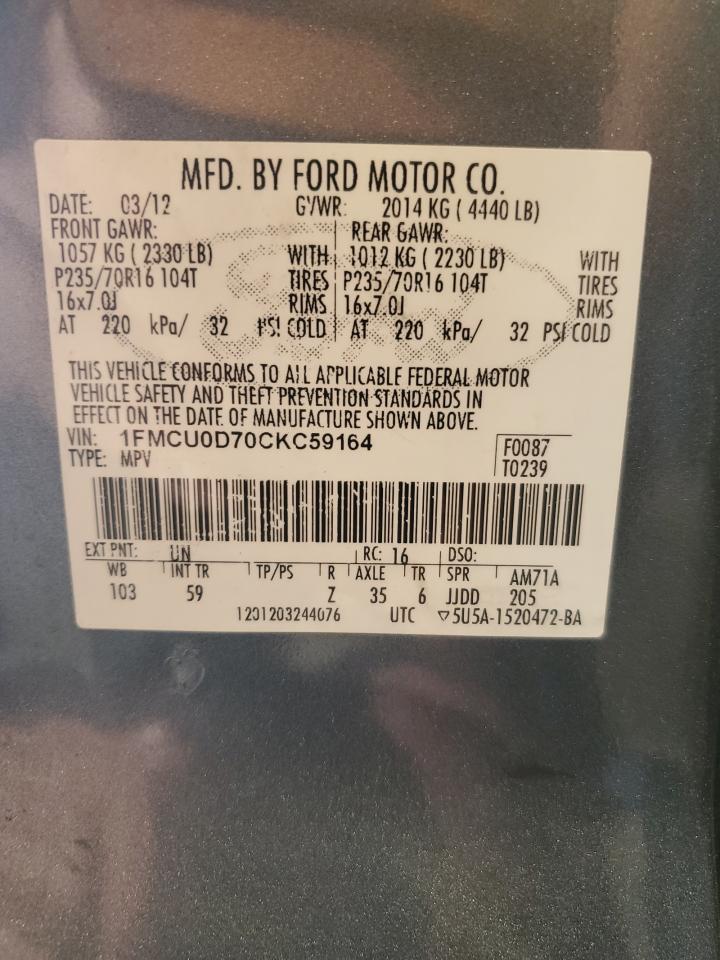 MFD. BY FORD MOTOR CO.
DATE: 03/12 GVWR: 2014 KG ( 4440 LB)
FRONT GAWR: REAR GAWR:
1057 KG ( 2330 LB) WITH 1012 KG ( 2230 LB) WITH
P235/70R16 104T TIRES P235/70R16 104T TIRES
16x7.0J RIMS 16x7.0J RIMS
AT 220 kPa/ 32 PSI COLD AT 220 kPa/ 32 PSI COLD
THIS VEHICLE CONFORMS TO ALL APPLICABLE FEDERAL MOTOR
VEHICLE SAFETY AND THEFT PREVENTION STANDARDS IN
EFFECT ON THE DATE OF MANUFACTURE SHOWN ABOVE.
VIN: 1FMCU0D70CKC59164 F0087
TYPE: MPV T0239
EXT PNT: UN RC: 16 DSO:
WB INT TR TP/PS R AXLE TR SPR AM71A
103 59 Z 35 6 JJDD 205
1201203244076 UTC ▽5U5A-1520472-BA